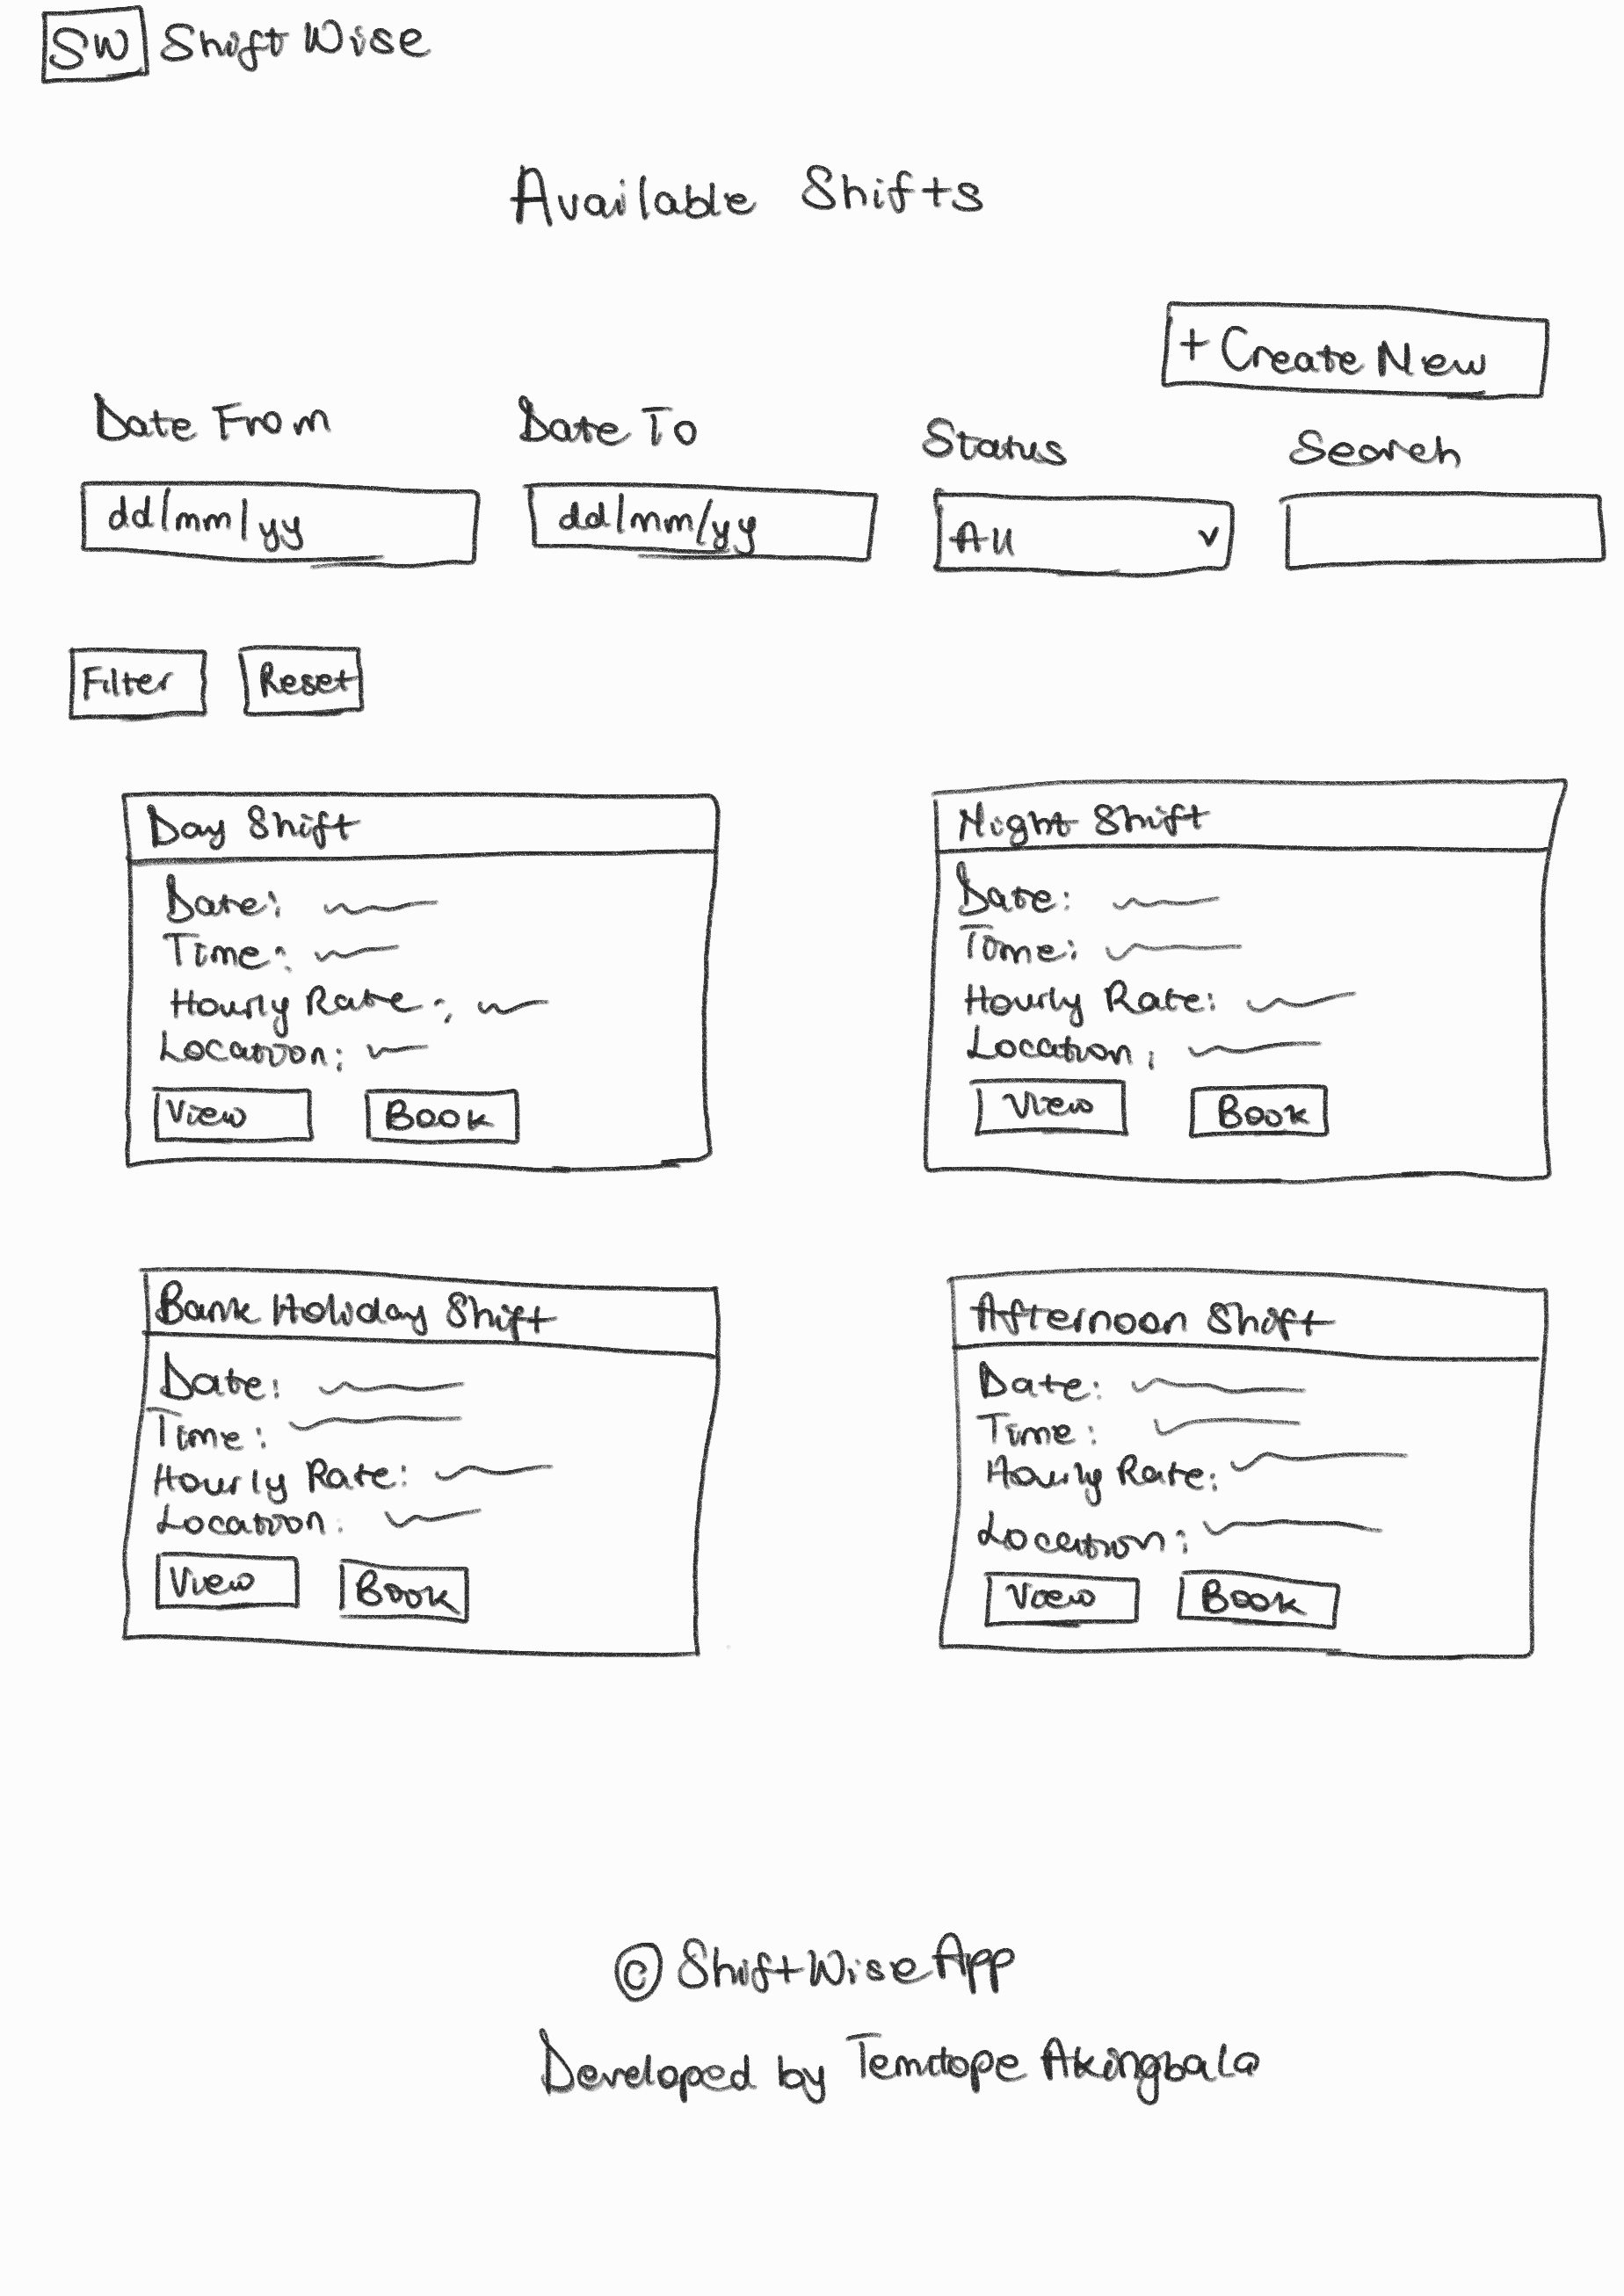 SW Shift Wise
Available Shifts
+ Create New
Date From Date To Status Search
dd/mm/yy dd/mm/yy All
Filter Reset
Day Shift
Date:
Time:
Hourly Rate:
Location:
View Book
Night Shift
Date:
Time:
Hourly Rate:
Location:
View Book
Bank Holiday Shift
Date:
Time:
Hourly Rate:
Location:
View Book
Afternoon Shift
Date:
Time:
Hourly Rate:
Location:
View Book
© ShiftWise App
Developed by Temitope Akingbala